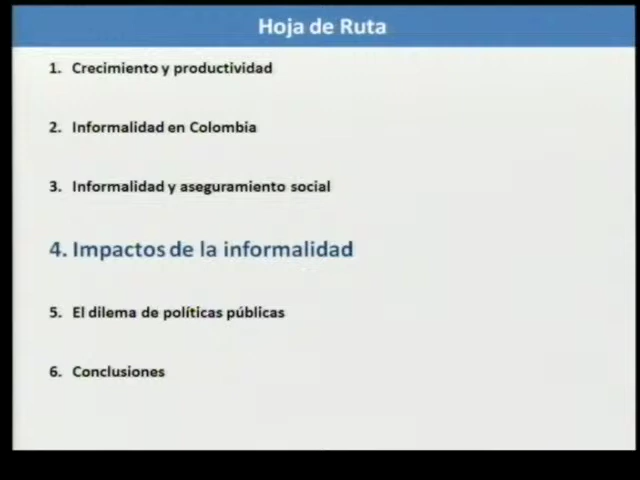 Hoja de Ruta
1. Crecimiento y productividad
2. Informalidad en Colombia
3. Informalidad y aseguramiento social
4. Impactos de la informalidad
5. El dilema de políticas públicas
6. Conclusiones